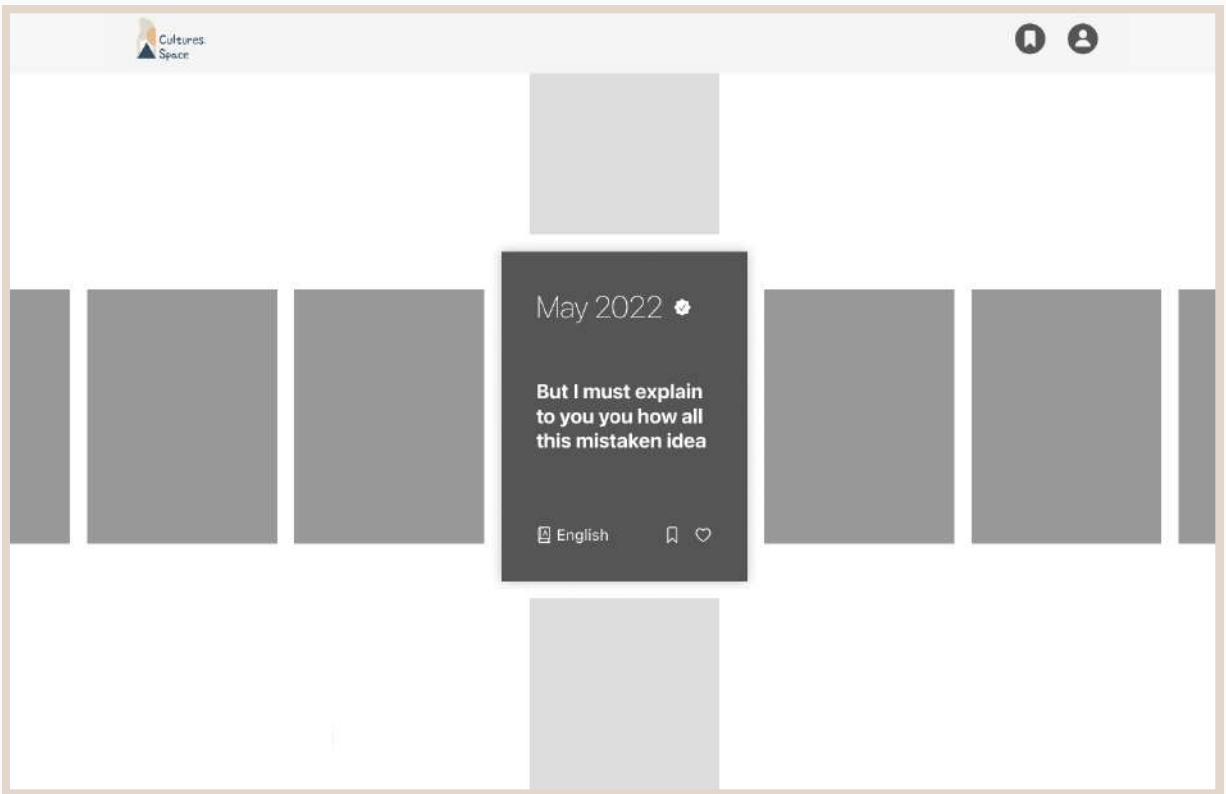 Cultures.
Space
May 2022
But I must explain
to you you how all
this mistaken idea
English